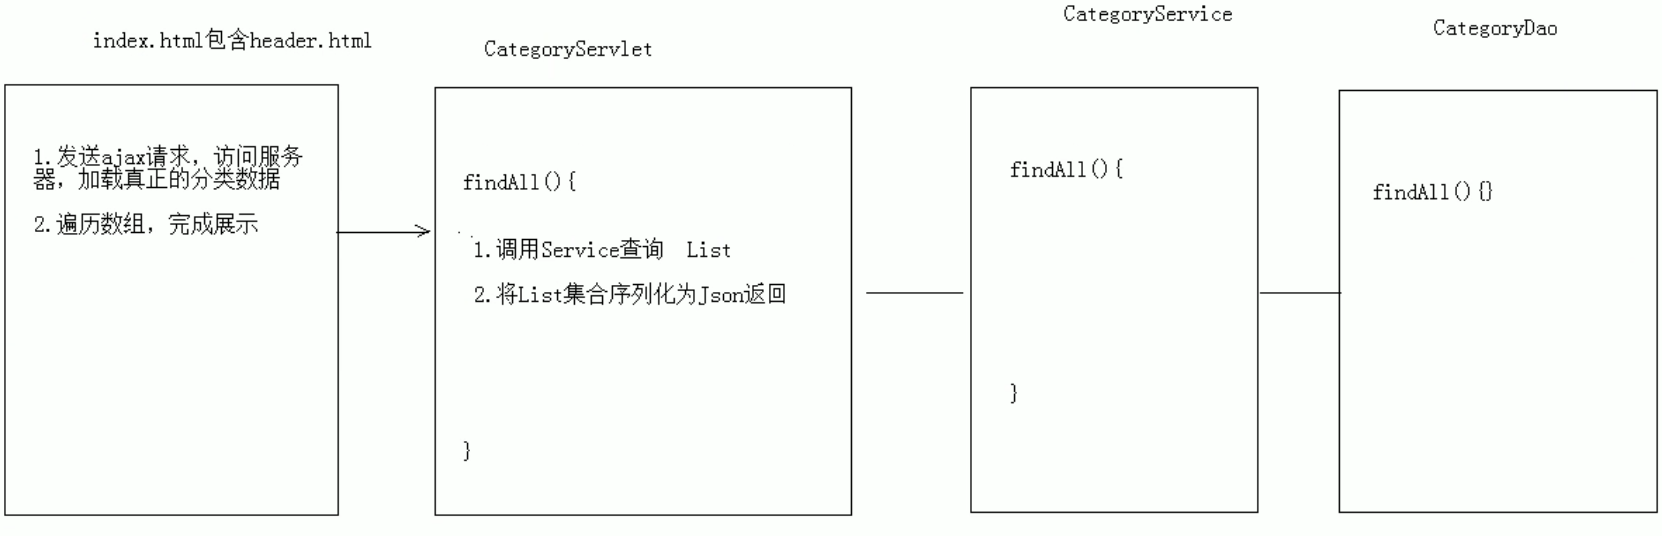 index.html包含header.html
1.发送ajax请求，访问服务
器，加载真正的分类数据
2.遍历数组，完成展示
CategoryServlet
findAll(){
1.调用Service查询  List
2.将List集合序列化为Json返回
}
CategoryService
findAll(){
}
CategoryDao
findAll(){}